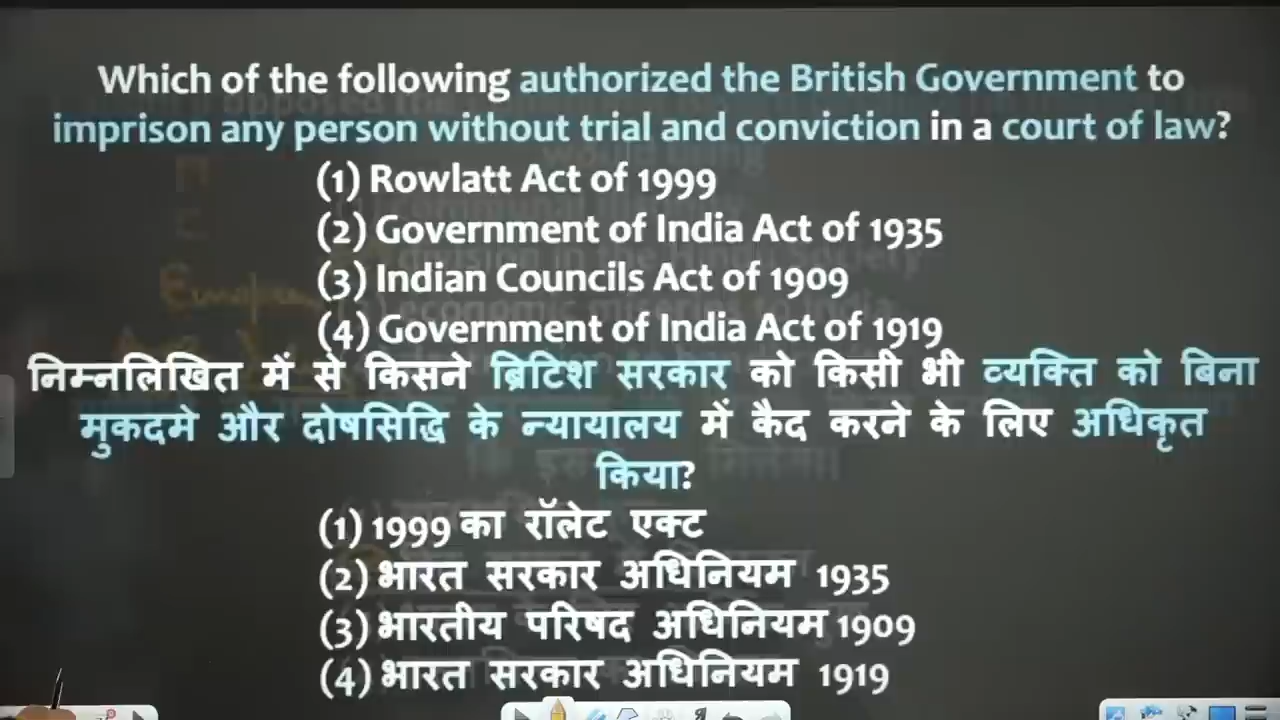 Which of the following authorized the British Government to
imprison any person without trial and conviction in a court of law?
(1) Rowlatt Act of 1999
(2) Government of India Act of 1935
(3) Indian Councils Act of 1909
(4) Government of India Act of 1919
निम्नलिखित में से किसने ब्रिटिश सरकार को किसी भी व्यक्ति को बिना
मुकदमे और दोषसिद्धि के न्यायालय में कैद करने के लिए अधिकृत
किया?
(1) 1999 का रॉलेट एक्ट
(2) भारत सरकार अधिनियम 1935
(3) भारतीय परिषद अधिनियम 1909
(4) भारत सरकार अधिनियम 1919